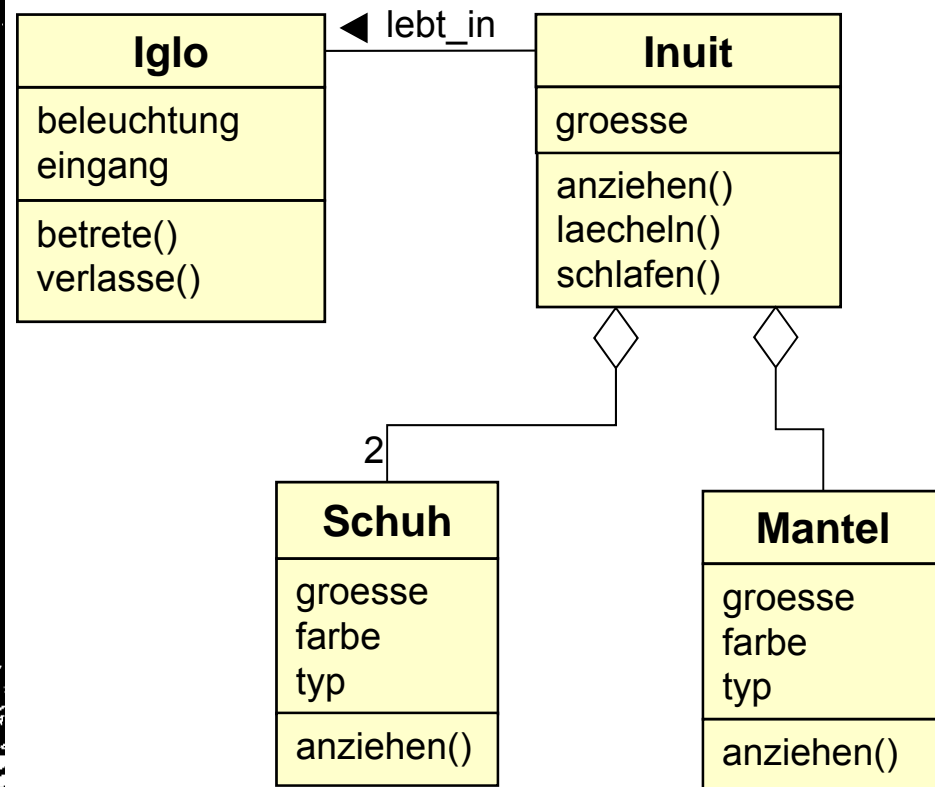 lebt_in
Iglo
beleuchtung
eingang
betrete()
verlasse()
Inuit
groesse
anziehen()
laecheln()
schlafen()
2
Schuh
groesse
farbe
typ
anziehen()
Mantel
groesse
farbe
typ
anziehen()